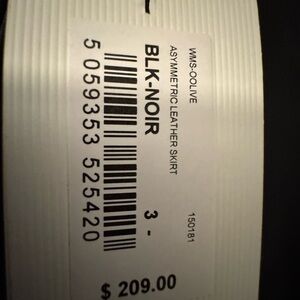 WMS-OOLIVE
150181
ASYMMETRIC LEATHER SKIRT
BLK-NOIR 3 -
5 059353 525420
$ 209.00